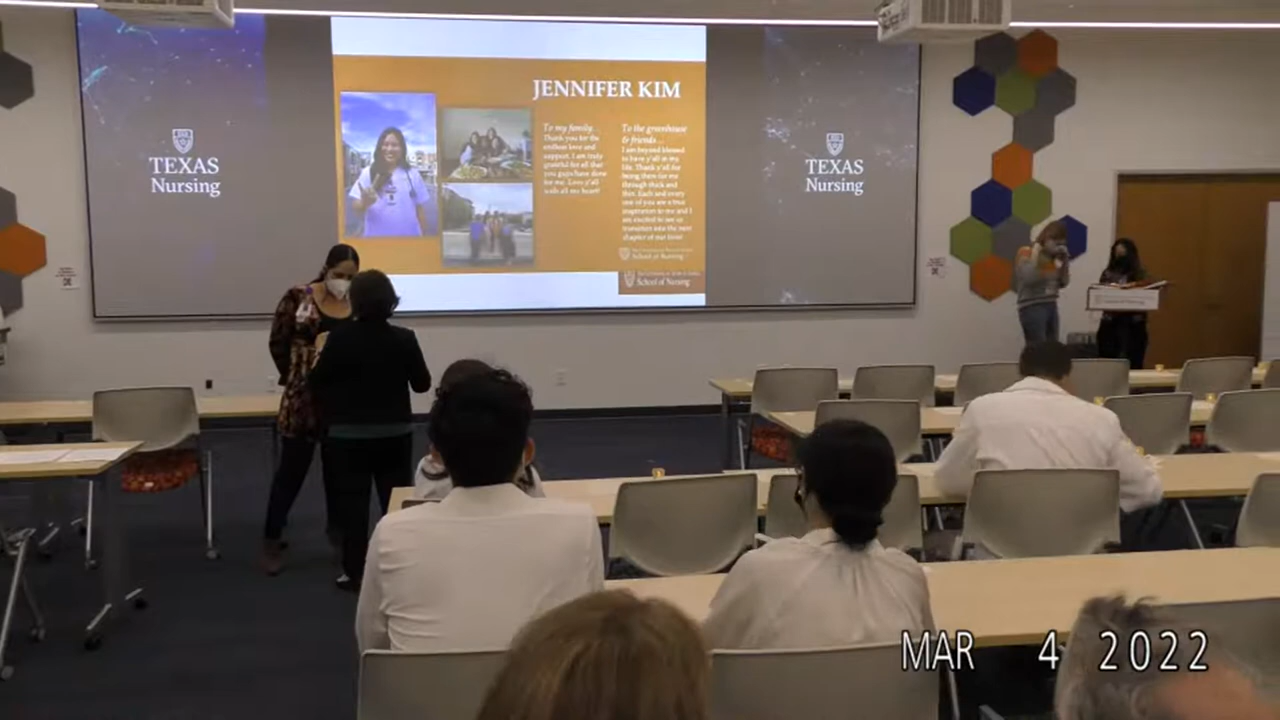 TEXAS
Nursing
JENNIFER KIM
To my family...
Thank you for the
endless love and
support. I am truly
grateful for all that
you guys have done
for me. Love y'all
with all my heart!
To the greenhouse
& friends...
I am beyond blessed
to have y'all in my
life. Thank y'all for
being there for me
through thick and
thin. Each and every
one of you are a true
inspiration to me and I
am excited to see us
transition into the next
chapter of our lives!
School of Nursing
School of Nursing
TEXAS
Nursing
MAR 4 2022